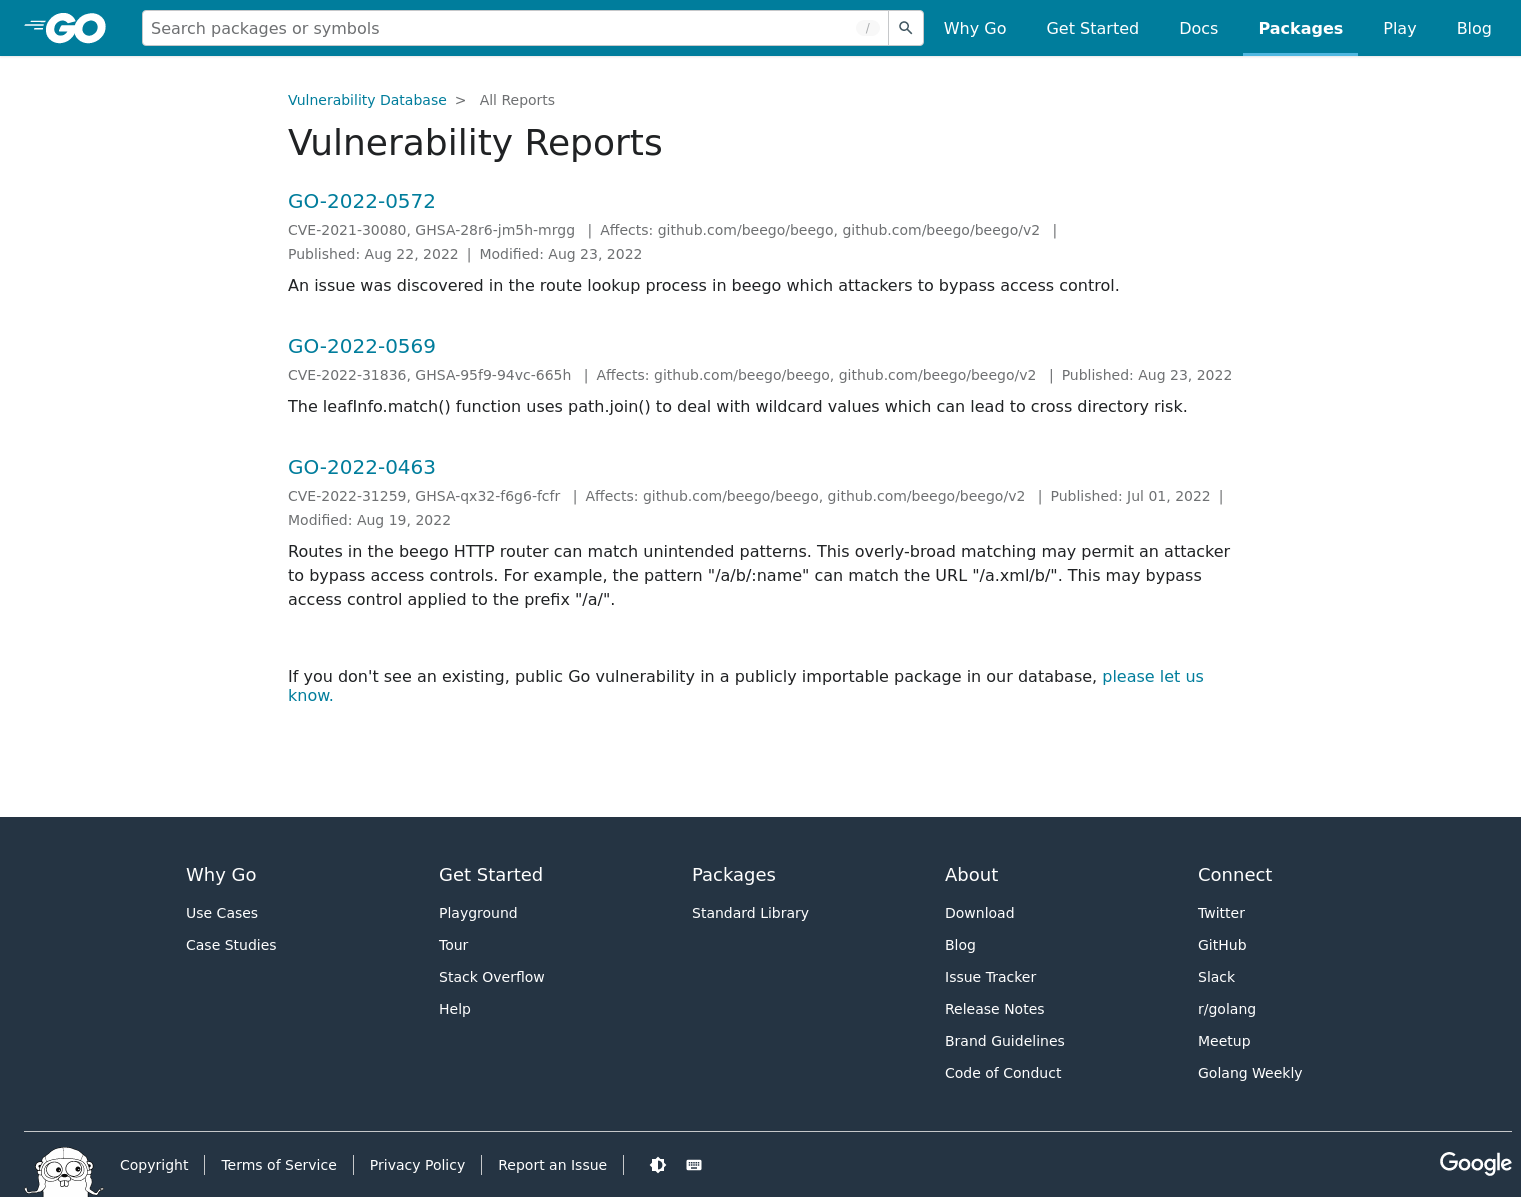 GO
Search packages or symbols /
Why Go Get Started Docs Packages Play Blog
Vulnerability Database > All Reports
Vulnerability Reports
GO-2022-0572
CVE-2021-30080, GHSA-28r6-jm5h-mrgg | Affects: github.com/beego/beego, github.com/beego/beego/v2 |
Published: Aug 22, 2022 | Modified: Aug 23, 2022
An issue was discovered in the route lookup process in beego which attackers to bypass access control.
GO-2022-0569
CVE-2022-31836, GHSA-95f9-94vc-665h | Affects: github.com/beego/beego, github.com/beego/beego/v2 | Published: Aug 23, 2022
The leafInfo.match() function uses path.join() to deal with wildcard values which can lead to cross directory risk.
GO-2022-0463
CVE-2022-31259, GHSA-qx32-f6g6-fcfr | Affects: github.com/beego/beego, github.com/beego/beego/v2 | Published: Jul 01, 2022 |
Modified: Aug 19, 2022
Routes in the beego HTTP router can match unintended patterns. This overly-broad matching may permit an attacker
to bypass access controls. For example, the pattern "/a/b/:name" can match the URL "/a.xml/b/". This may bypass
access control applied to the prefix "/a/".
If you don't see an existing, public Go vulnerability in a publicly importable package in our database, please let us
know.
Why Go
Use Cases
Case Studies
Get Started
Playground
Tour
Stack Overflow
Help
Packages
Standard Library
About
Download
Blog
Issue Tracker
Release Notes
Brand Guidelines
Code of Conduct
Connect
Twitter
GitHub
Slack
r/golang
Meetup
Golang Weekly
Copyright Terms of Service Privacy Policy Report an Issue
Google